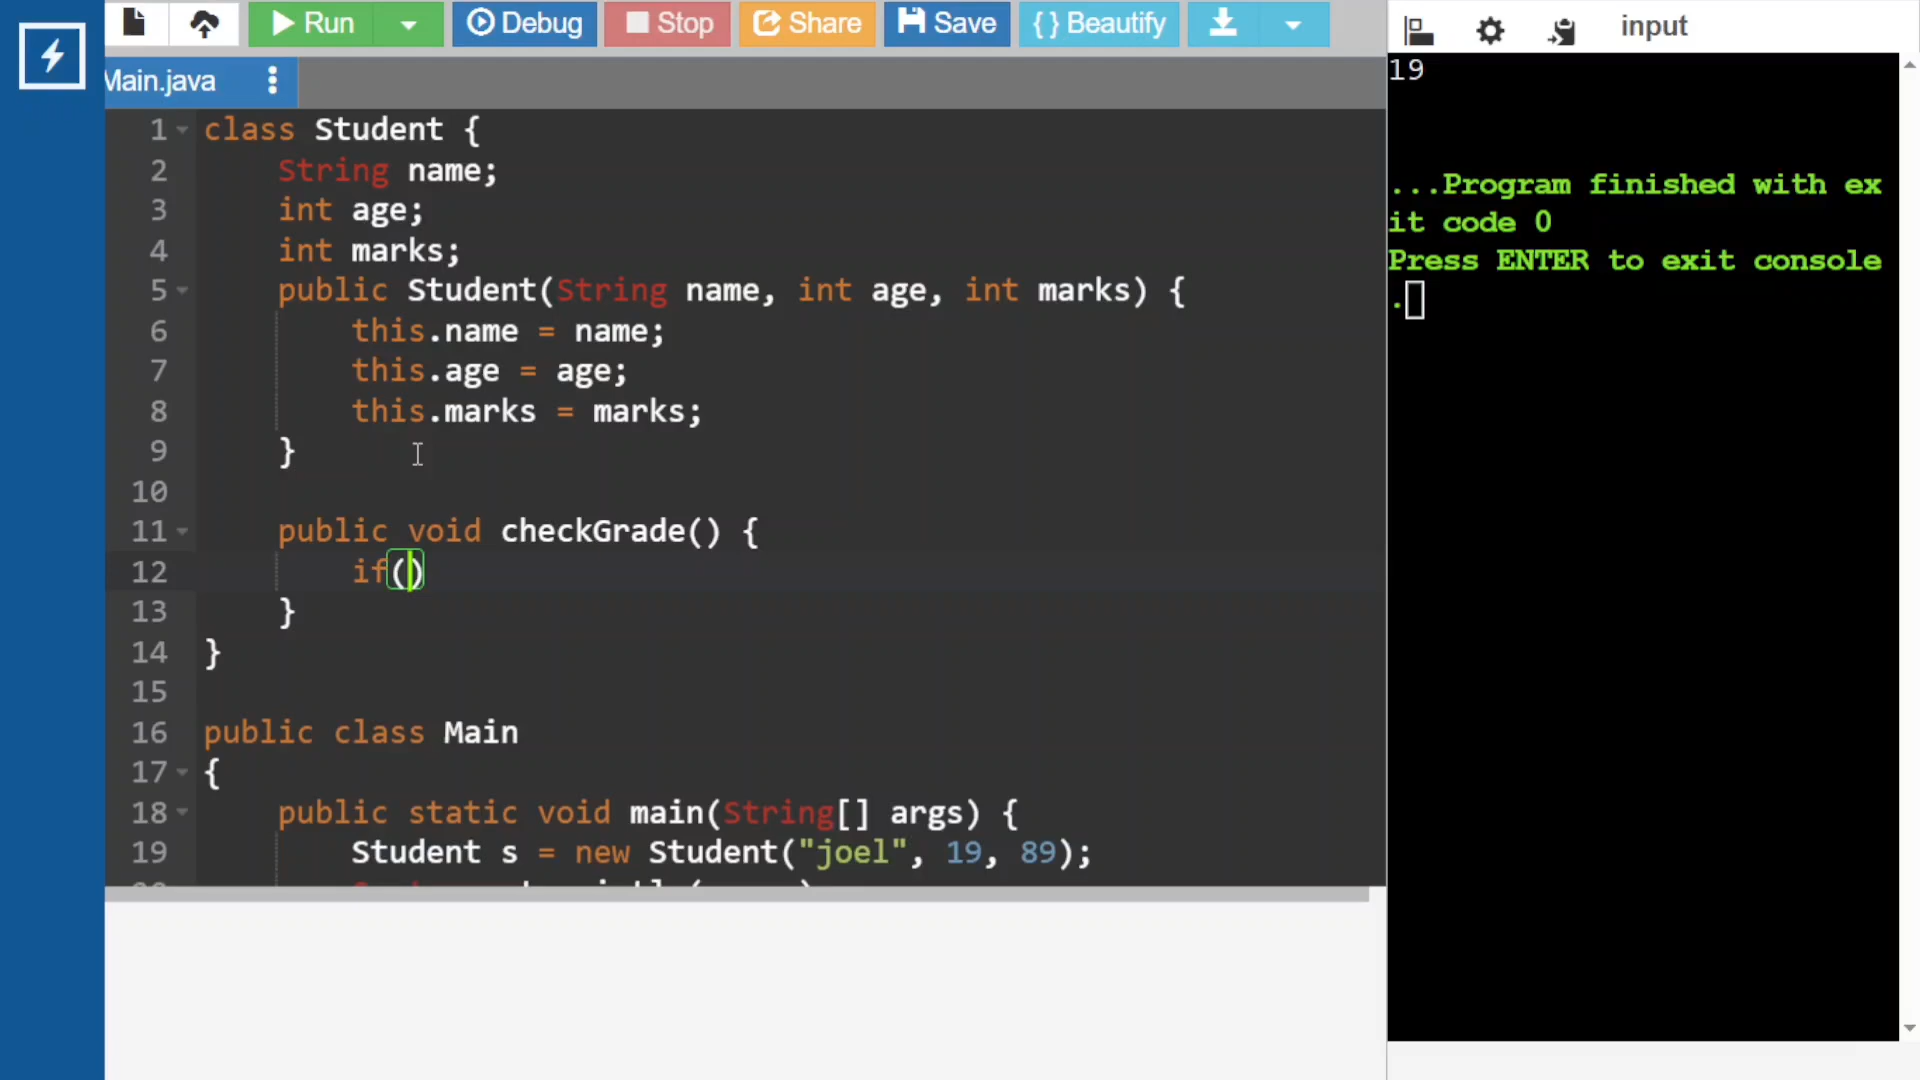 Run
Debug
Stop
Share
Save
{ } Beautify
input
Main.java
1 class Student {
2 String name;
3 int age;
4 int marks;
5 public Student(String name, int age, int marks) {
6 this.name = name;
7 this.age = age;
8 this.marks = marks;
9 }
10
11 public void checkGrade() {
12 if()
13 }
14 }
15
16 public class Main
17 {
18 public static void main(String[] args) {
19 Student s = new Student("joel", 19, 89);
19
...Program finished with ex
it code 0
Press ENTER to exit console
.